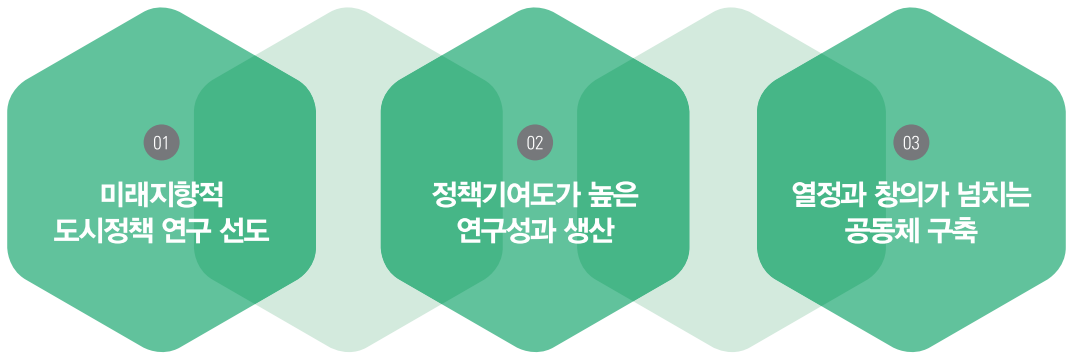 01
미래지향적
도시정책 연구 선도
02
정책기여도가 높은
연구성과 생산
03
열정과 창의가 넘치는
공동체 구축